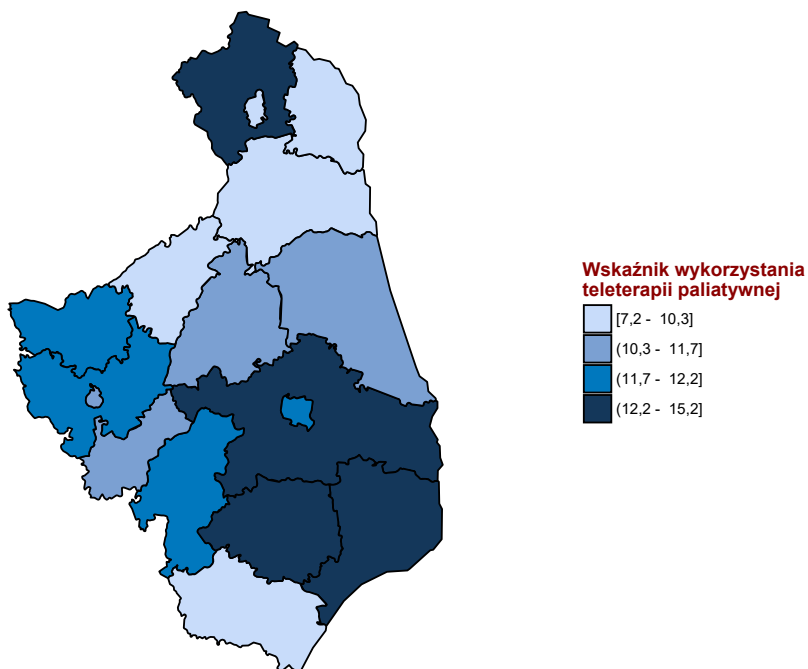 Wskaźnik wykorzystania
teleterapii paliatywnej
[7,2 - 10,3]
(10,3 - 11,7]
(11,7 - 12,2]
(12,2 - 15,2]